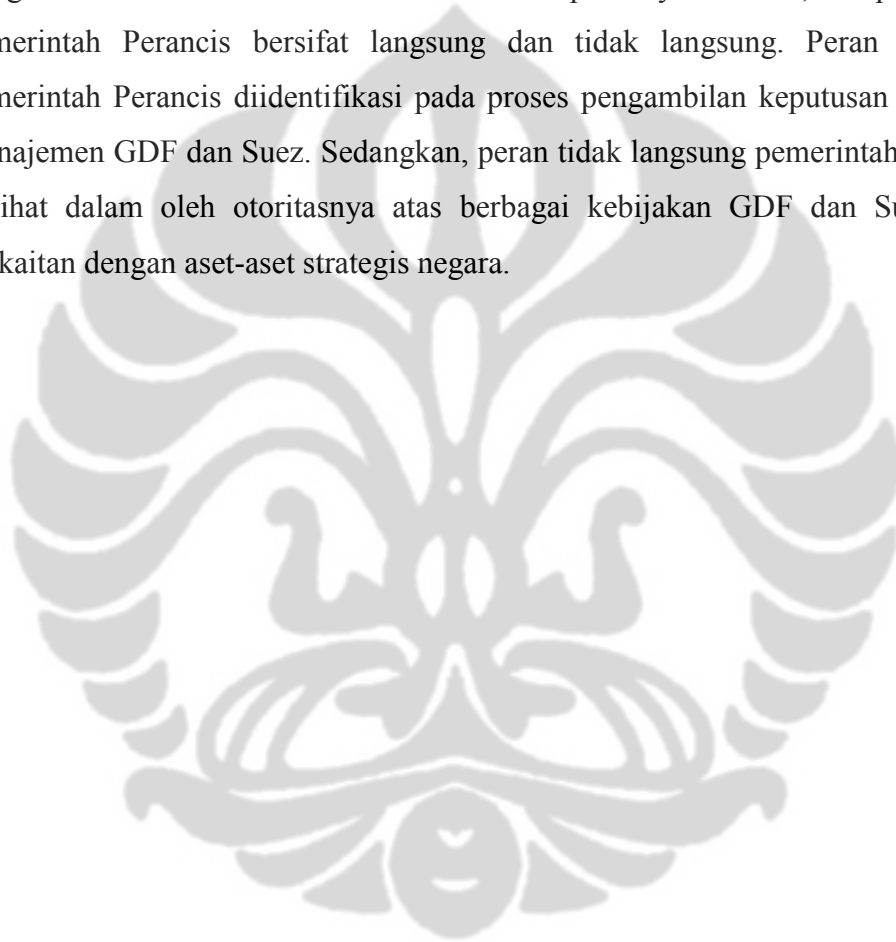 merintah Perancis bersifat langsung dan tidak langsung. Peran
merintah Perancis diidentifikasi pada proses pengambilan keputusan
najemen GDF dan Suez. Sedangkan, peran tidak langsung pemerintah
ihat dalam oleh otoritasnya atas berbagai kebijakan GDF dan Su
kaitan dengan aset-aset strategis negara.